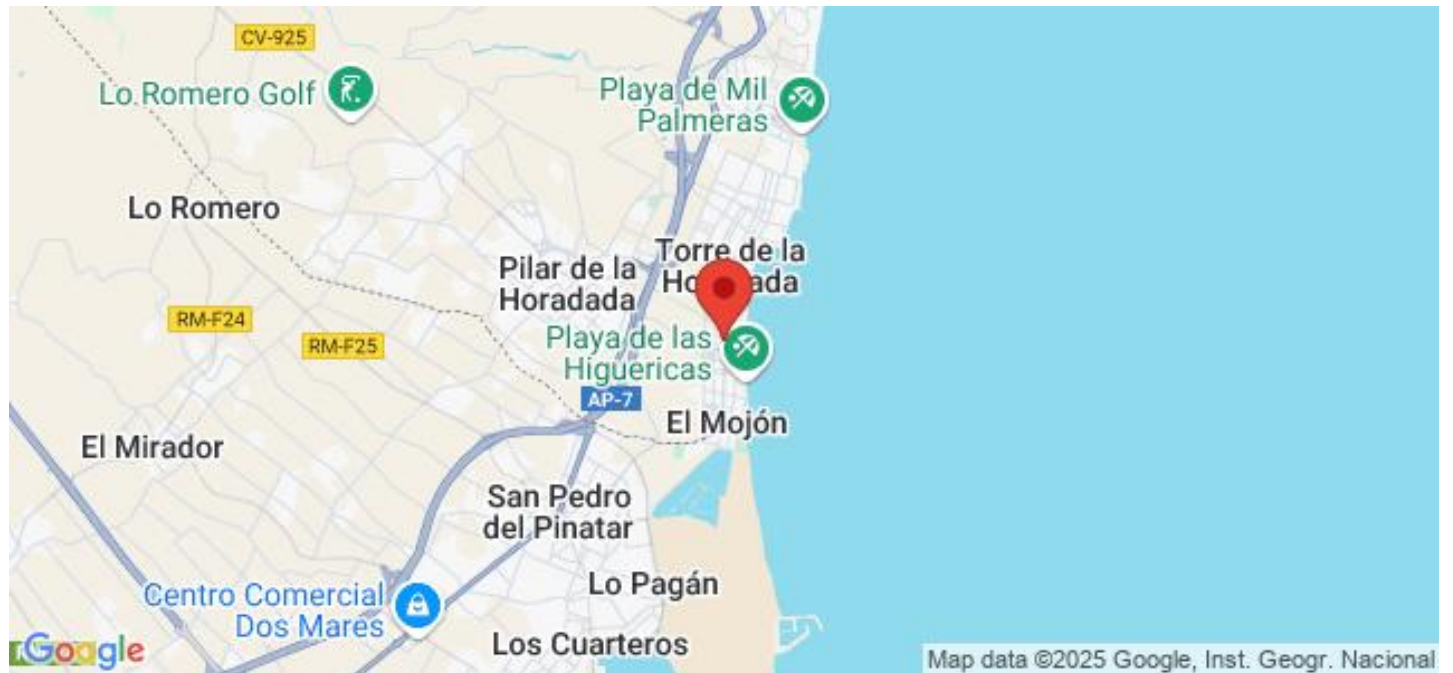 CV-925
Lo Romero Golf
Playa de Mil
Palmeras
Lo Romero
Torre de la
Pilar de la
Horadada
RM-F24
RM-F25
Playa de las
Higuericas
AP-7
El Mojón
El Mirador
San Pedro
del Pinatar
Lo Pagán
Centro Comercial
Dos Mares
Los Cuarteros
Google
Map data ©2025 Google, Inst. Geogr. Nacional